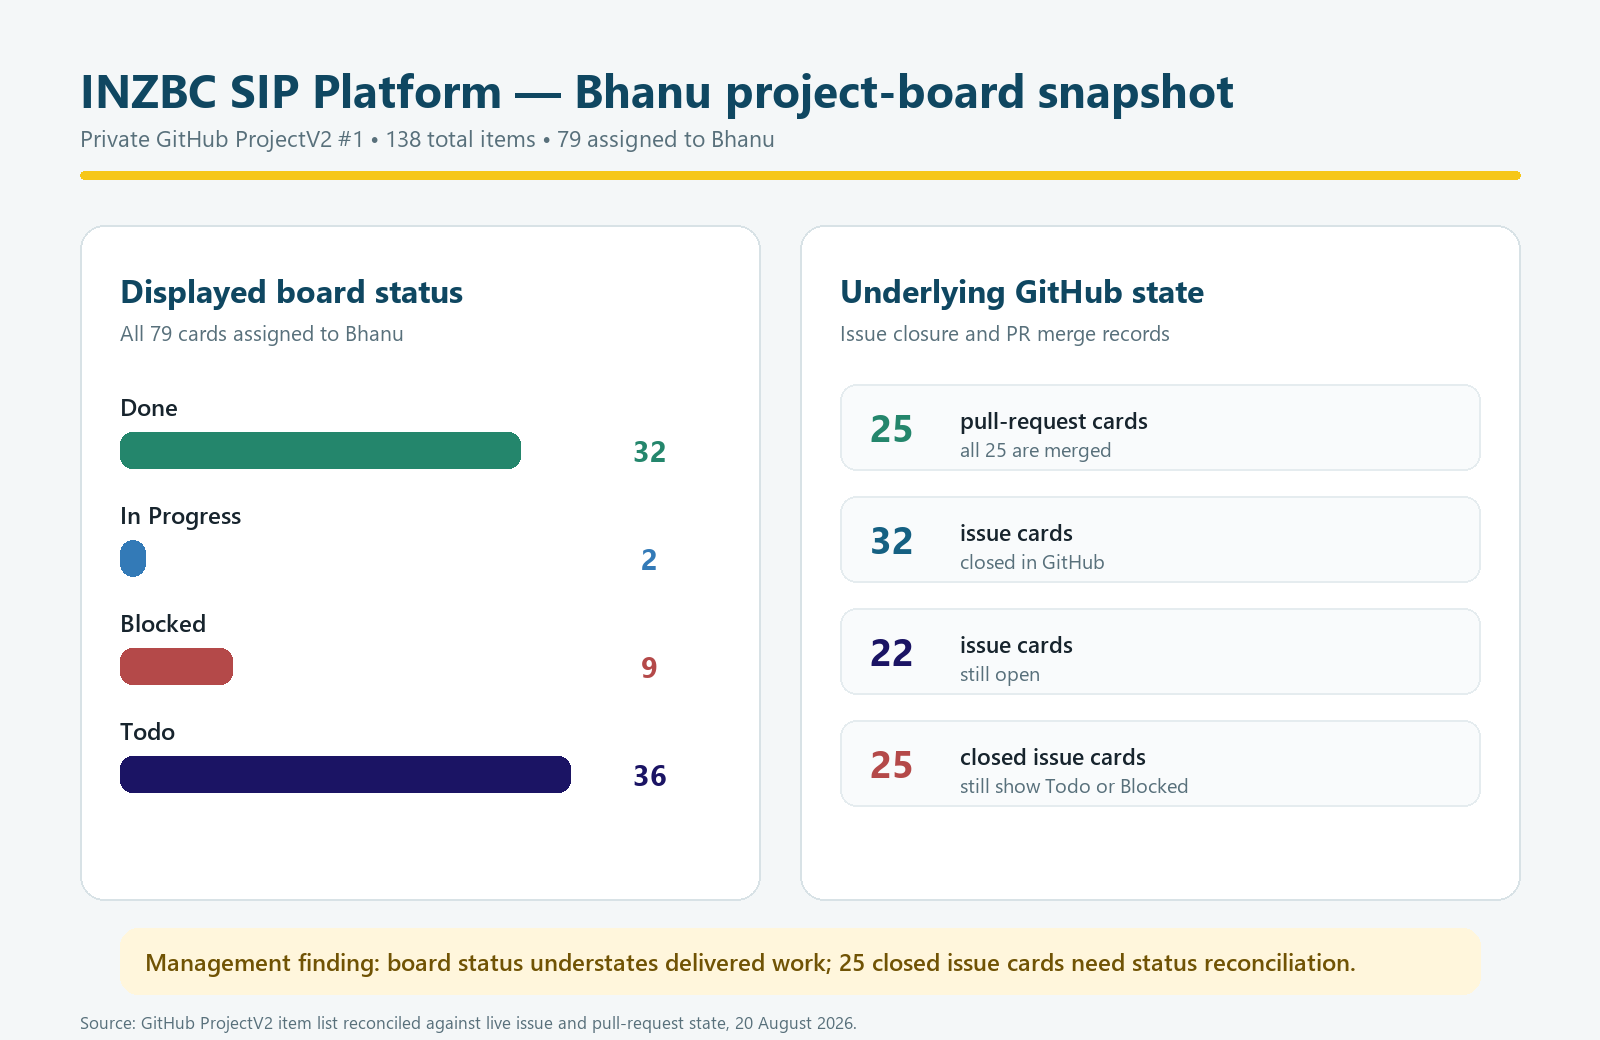 INZBC SIP Platform — Bhanu project-board snapshot
Private GitHub ProjectV2 #1 • 138 total items • 79 assigned to Bhanu
Displayed board status
All 79 cards assigned to Bhanu
Done
32
In Progress
2
Blocked
9
Todo
36
Underlying GitHub state
Issue closure and PR merge records
25
pull-request cards
all 25 are merged
32
issue cards
closed in GitHub
22
issue cards
still open
25
closed issue cards
still show Todo or Blocked
Management finding: board status understates delivered work; 25 closed issue cards need status reconciliation.
Source: GitHub ProjectV2 item list reconciled against live issue and pull-request state, 20 August 2026.